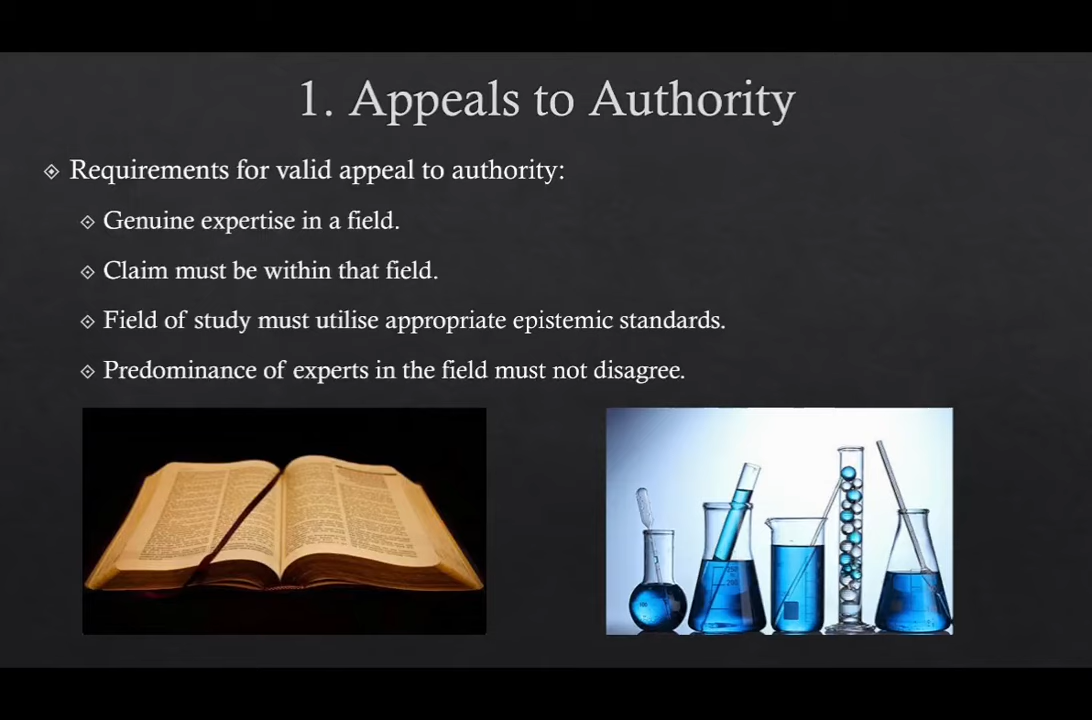 1. Appeals to Authority
Requirements for valid appeal to authority:
Genuine expertise in a field.
Claim must be within that field.
Field of study must utilise appropriate epistemic standards.
Predominance of experts in the field must not disagree.